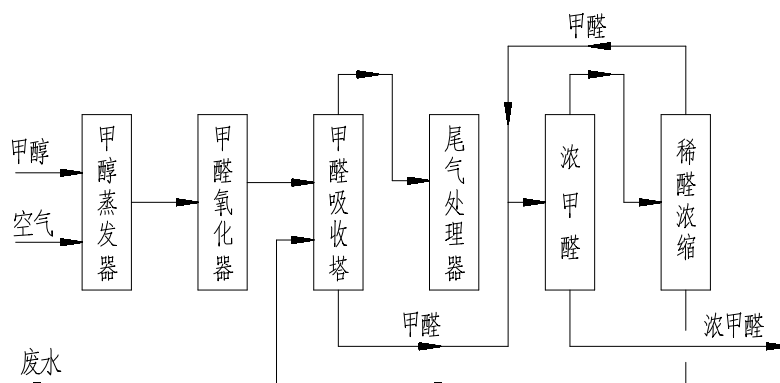 甲醛
甲醇
空气
甲醇蒸发器
甲醛氧化器
甲醛吸收塔
尾气处理器
浓甲醛
稀醛浓缩
甲醛
浓甲醛
废水